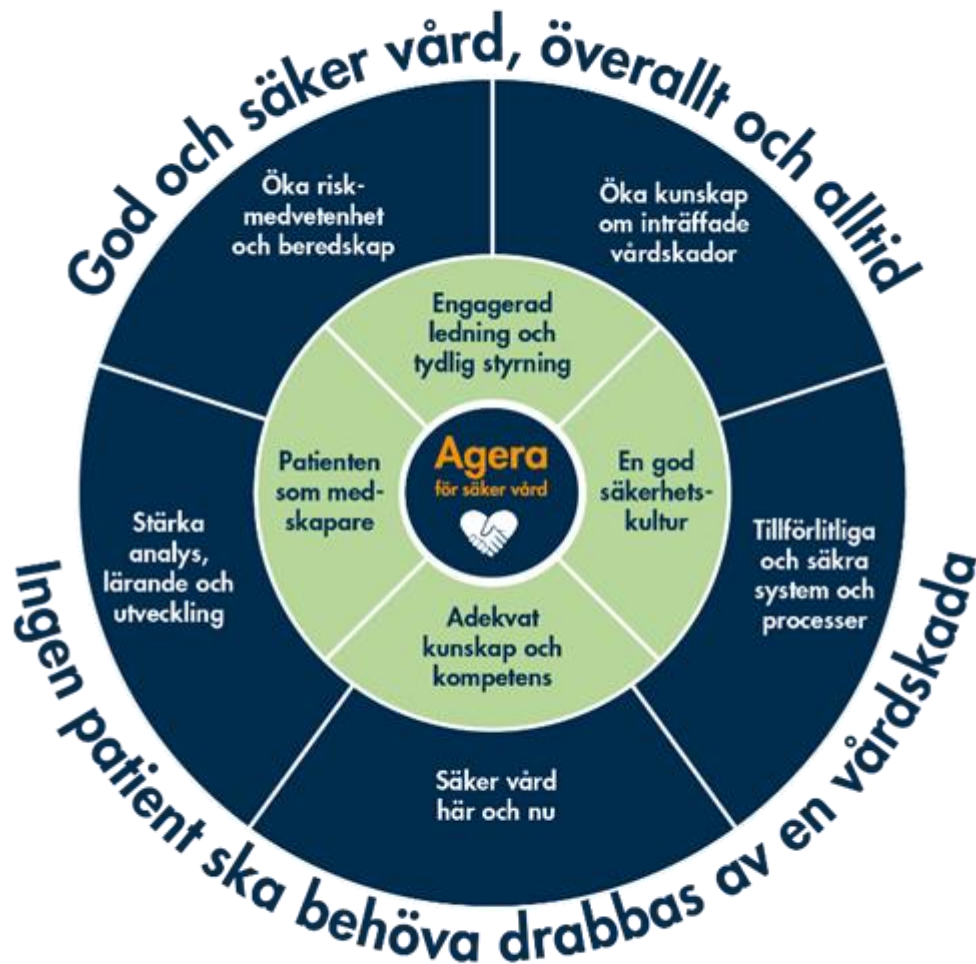 God och säker vård, överallt och alltid
Öka risk-
medvetenhet
och beredskap
Öka kunskap
om inträffade
vårdskador
Engagerad
ledning och
tydlig styrning
Patienten
som med-
skapare
Agera
för säker vård
En god
säkerhets-
kultur
Stärka
analys,
lärande och
utveckling
Tillförlitliga
och säkra
system och
processer
Adekvat
kunskap och
kompetens
Säker vård
här och nu
Ingen patient ska behöva drabbas av en vårdskada